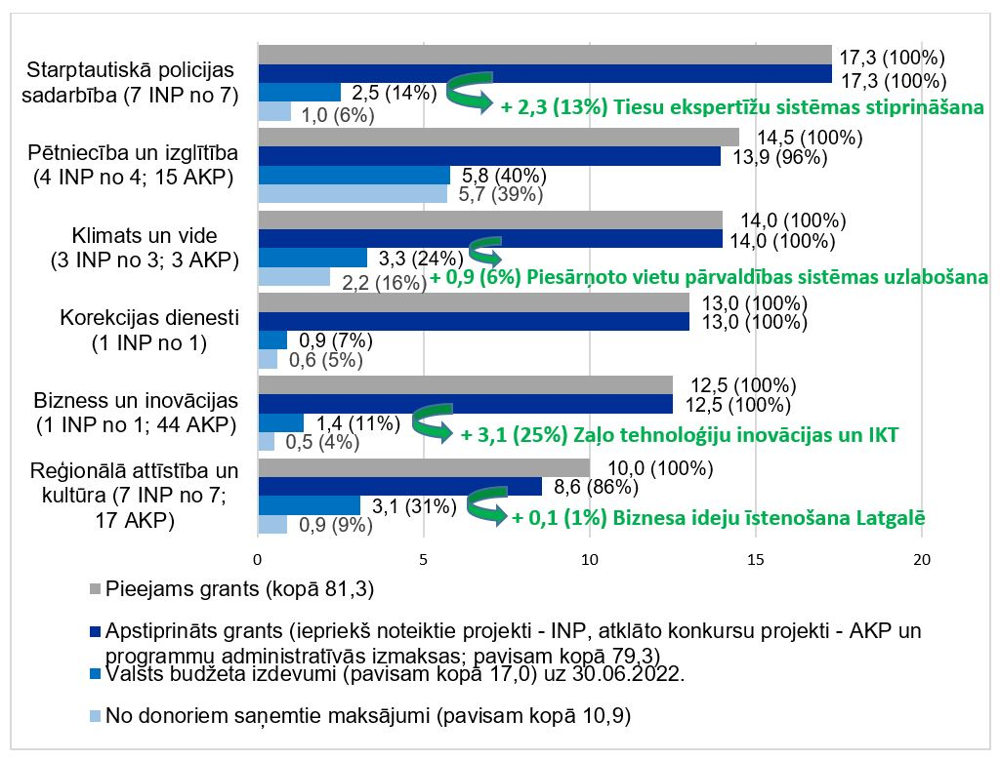 Starptautiskā policijas
sadarbība (7 INP no 7)
17,3 (100%)
17,3 (100%)
2,5 (14%)
1,0 (6%)
+ 2,3 (13%) Tiesu ekspertīžu sistēmas stiprināšana
Pētniecība un izglītība
(4 INP no 4; 15 AKP)
14,5 (100%)
13,9 (96%)
5,8 (40%)
5,7 (39%)
Klimats un vide
(3 INP no 3; 3 AKP)
14,0 (100%)
14,0 (100%)
3,3 (24%)
2,2 (16%)
+ 0,9 (6%) Piesārņoto vietu pārvaldības sistēmas uzlabošana
Korekcijas dienesti
(1 INP no 1)
13,0 (100%)
13,0 (100%)
0,9 (7%)
0,6 (5%)
Bizness un inovācijas
(1 INP no 1; 44 AKP)
12,5 (100%)
12,5 (100%)
1,4 (11%)
0,5 (4%)
+ 3,1 (25%) Zaļo tehnoloģiju inovācijas un IKT
Reģionālā attīstība un
kultūra (7 INP no 7;
17 AKP)
10,0 (100%)
8,6 (86%)
3,1 (31%)
0,9 (9%)
+ 0,1 (1%) Biznesa ideju īstenošana Latgalē
0 5 10 15 20
Pieejams grants (kopā 81,3)
Apstiprināts grants (iepriekš noteiktie projekti - INP, atklāto konkursu projekti - AKP un
programmu administratīvās izmaksas; pavisam kopā 79,3)
Valsts budžeta izdevumi (pavisam kopā 17,0) uz 30.06.2022.
No donoriem saņemtie maksājumi (pavisam kopā 10,9)